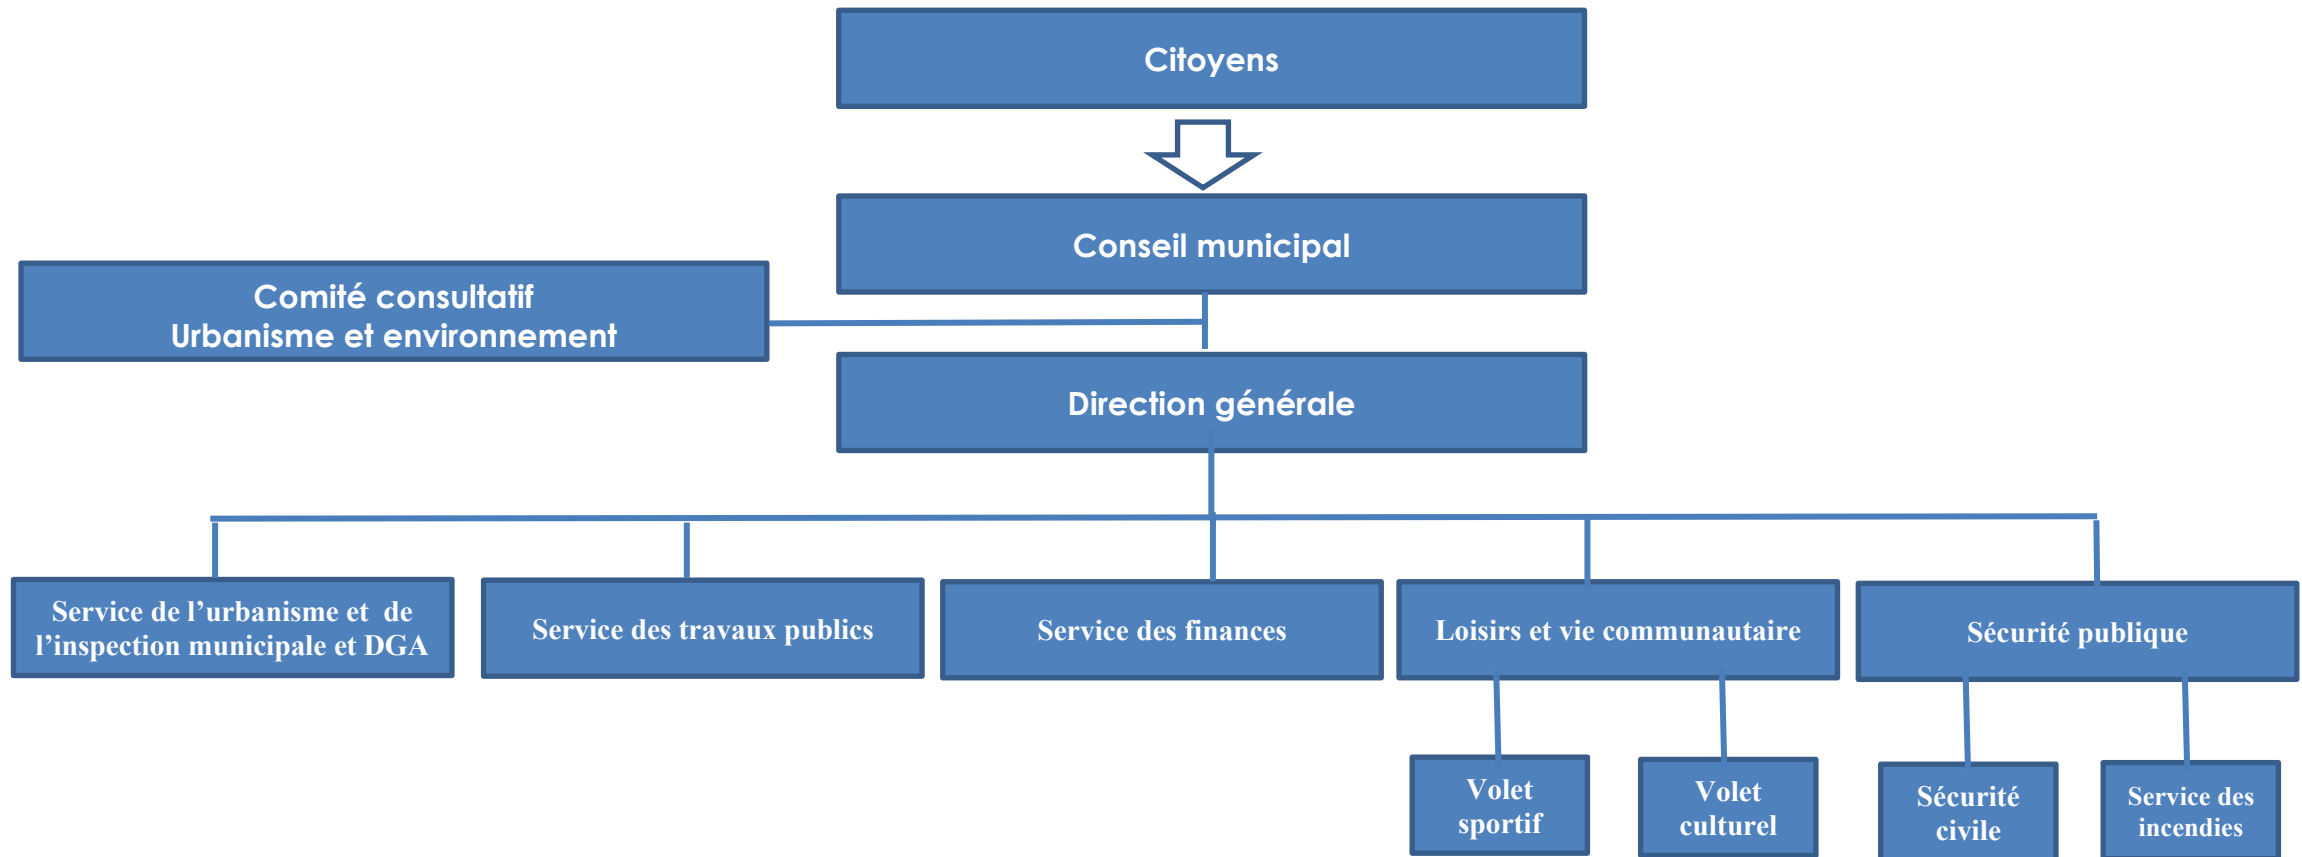 Citoyens
Conseil municipal
Comité consultatif
Urbanisme et environnement
Direction générale
Service de l’urbanisme et  de
l’inspection municipale et DGA
Service des travaux publics
Service des finances
Loisirs et vie communautaire
Sécurité publique
Volet
sportif
Volet
culturel
Sécurité
civile
Service des
incendies